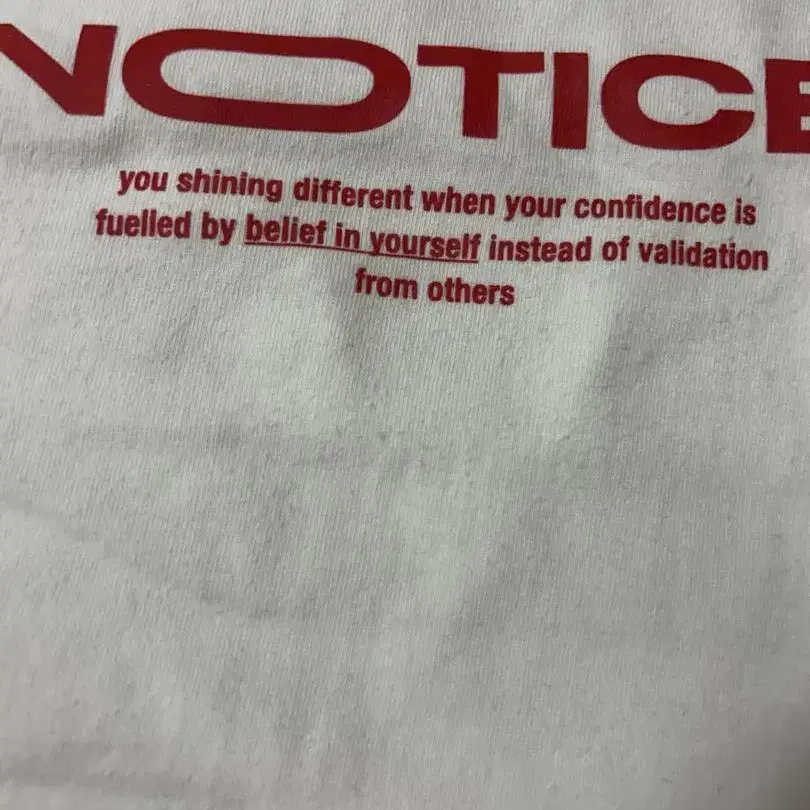 NOTICE
you shining different when your confidence is
fuelled by belief in yourself instead of validation
from others